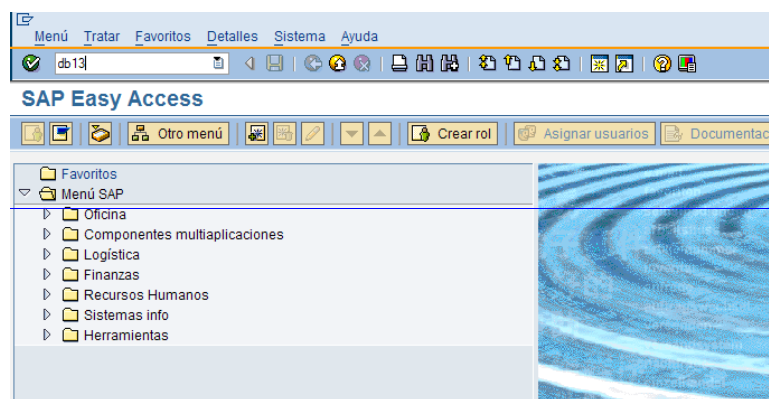 Menú Tratar Favoritos Detalles Sistema Ayuda
db13
SAP Easy Access
Otro menú Crear rol Asignar usuarios Documentac
Favoritos
Menú SAP
Oficina
Componentes multiaplicaciones
Logística
Finanzas
Recursos Humanos
Sistemas info
Herramientas